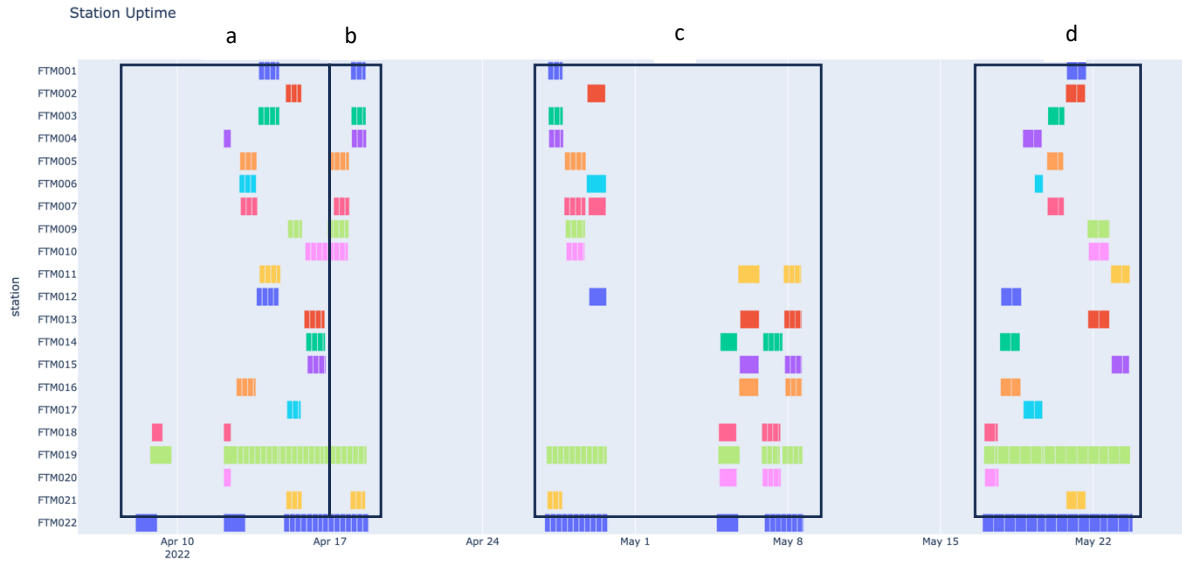 Station Uptime
a b c d
FTM001
FTM002
FTM003
FTM004
FTM005
FTM006
FTM007
FTM009
FTM010
FTM011
FTM012
FTM013
FTM014
FTM015
FTM016
FTM017
FTM018
FTM019
FTM020
FTM021
FTM022
station
Apr 10 Apr 17 Apr 24 May 1 May 8 May 15 May 22
2022